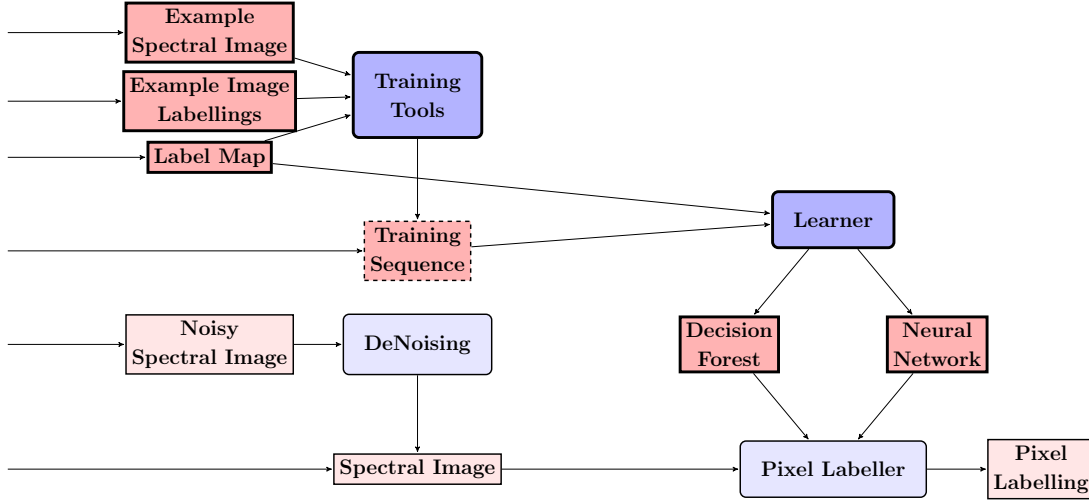 Example
Spectral Image
Example Image
Labellings
Label Map
Training
Tools
Training
Sequence
Learner
Noisy
Spectral Image
DeNoising
Decision
Forest
Neural
Network
Spectral Image
Pixel Labeller
Pixel
Labelling